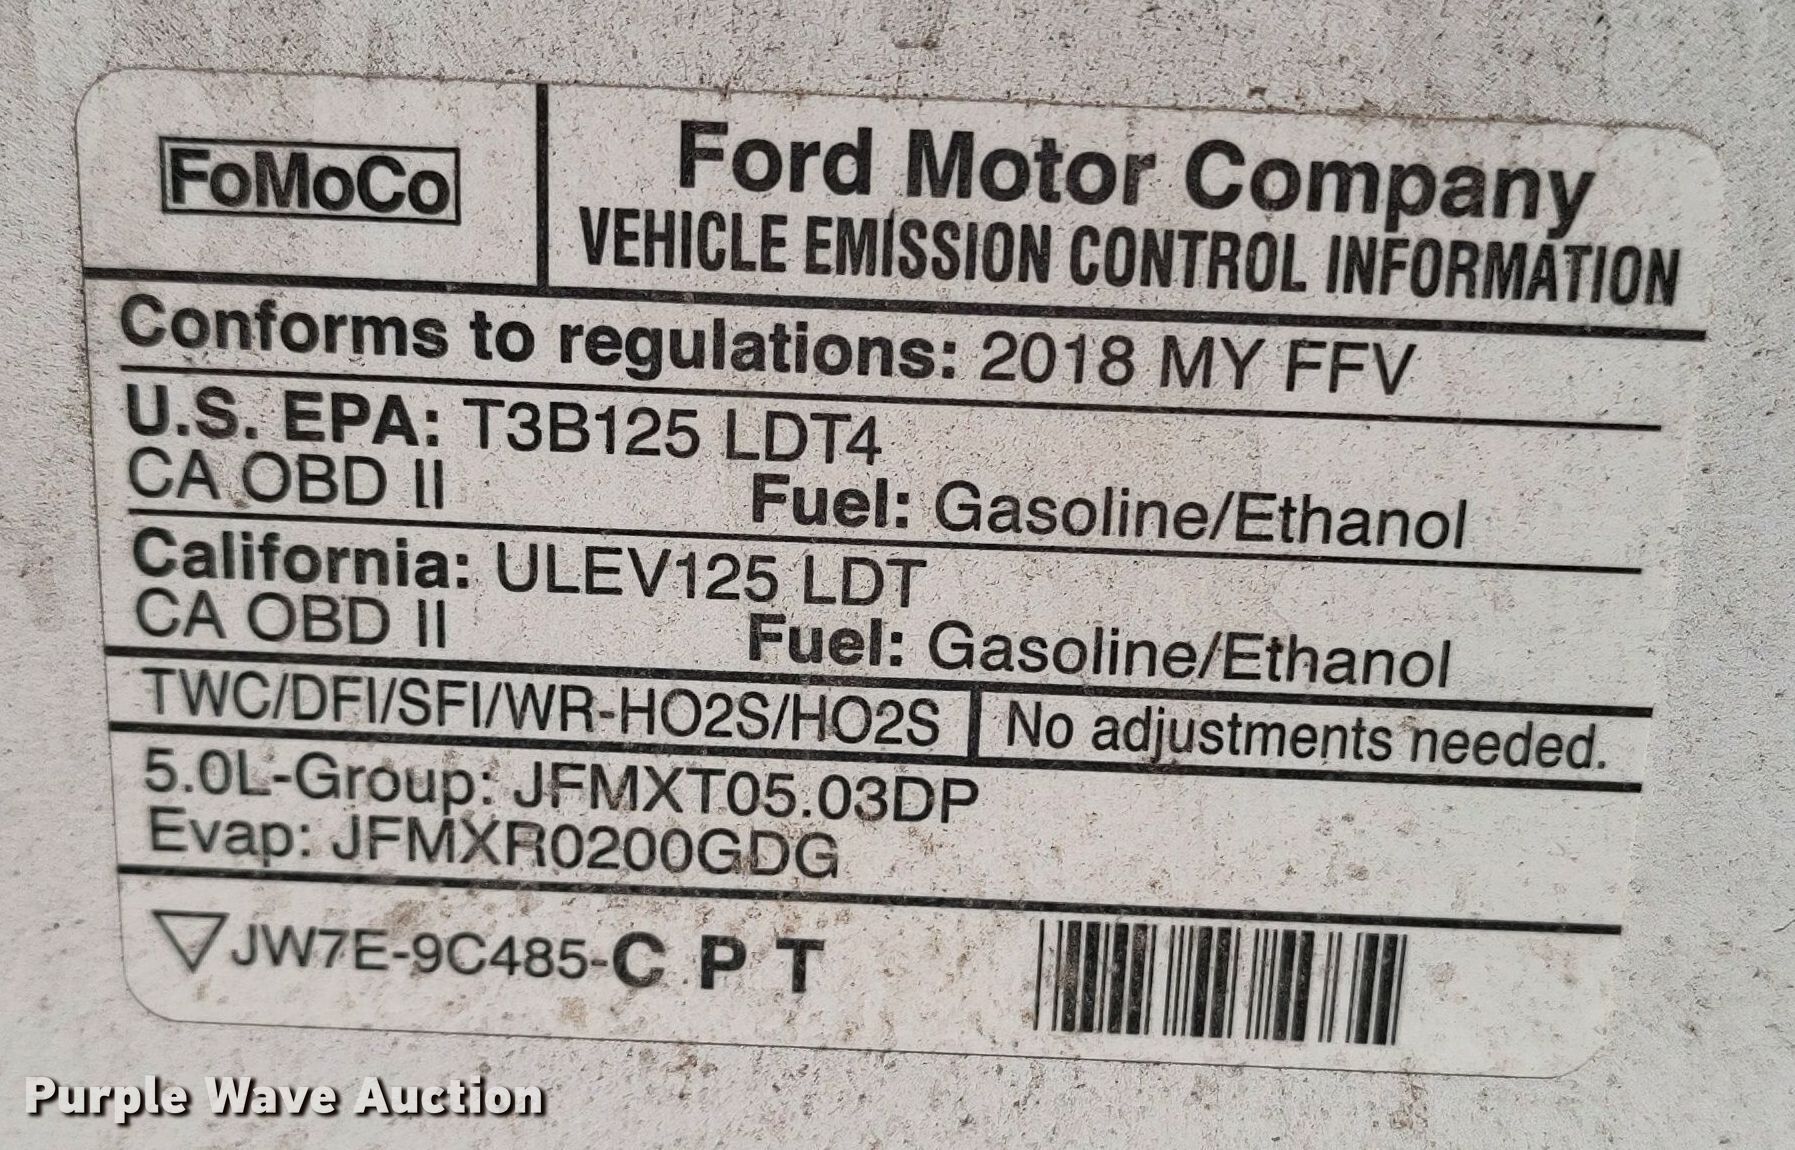 FoMoCo
Ford Motor Company
VEHICLE EMISSION CONTROL INFORMATION
Conforms to regulations: 2018 MY FFV
U.S. EPA: T3B125 LDT4
CA OBD II Fuel: Gasoline/Ethanol
California: ULEV125 LDT
CA OBD II Fuel: Gasoline/Ethanol
TWC/DFI/SFI/WR-HO2S/HO2S No adjustments needed.
5.0L-Group: JFMXT05.03DP
Evap: JFMXR0200GDG
JW7E-9C485-C P T
Purple Wave Auction